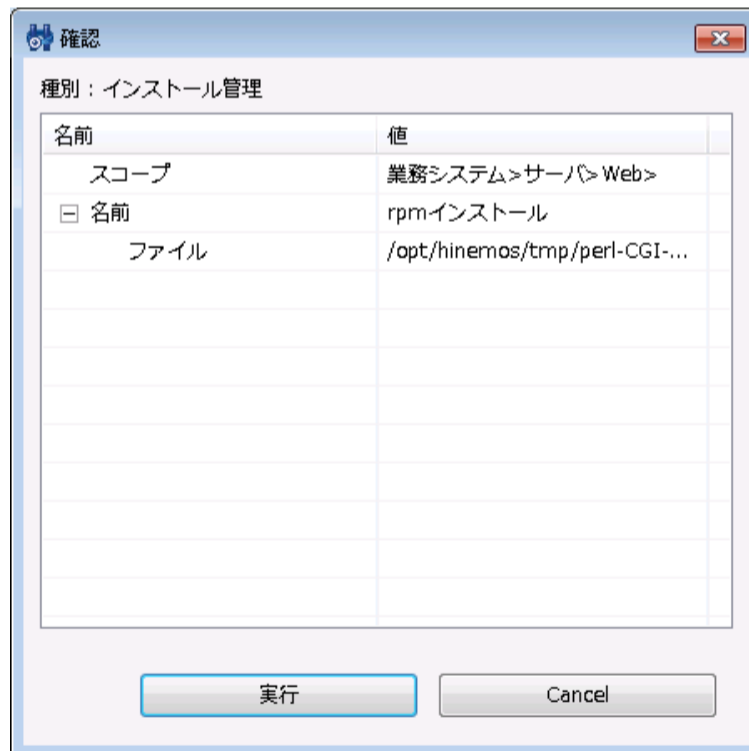 確認
種別：インストール管理
名前 値
スコープ 業務システム>サーバ>Web>
名前 rpmインストール
ファイル /opt/hinemos/tmp/perl-CGI-...
実行 Cancel